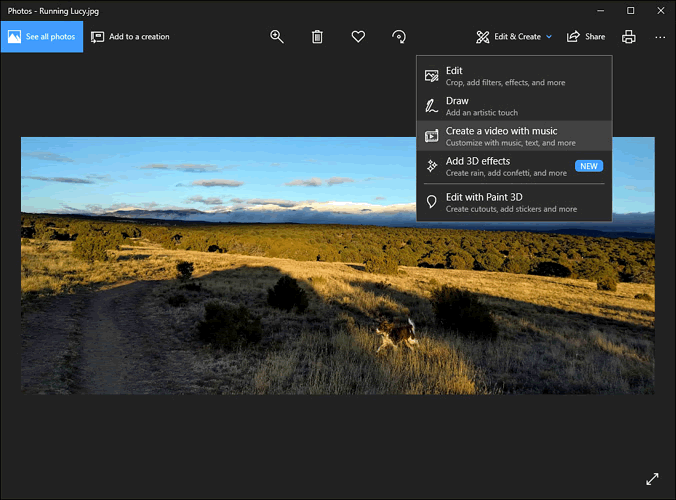 Photos - Running Lucy.jpg
See all photos
Add to a creation
Edit & Create
Share
Edit
Crop, add filters, effects, and more
Draw
Add an artistic touch
Create a video with music
Customize with music, text, and more
Add 3D effects
Create rain, add confetti, and more
NEW
Edit with Paint 3D
Create cutouts, add stickers and more